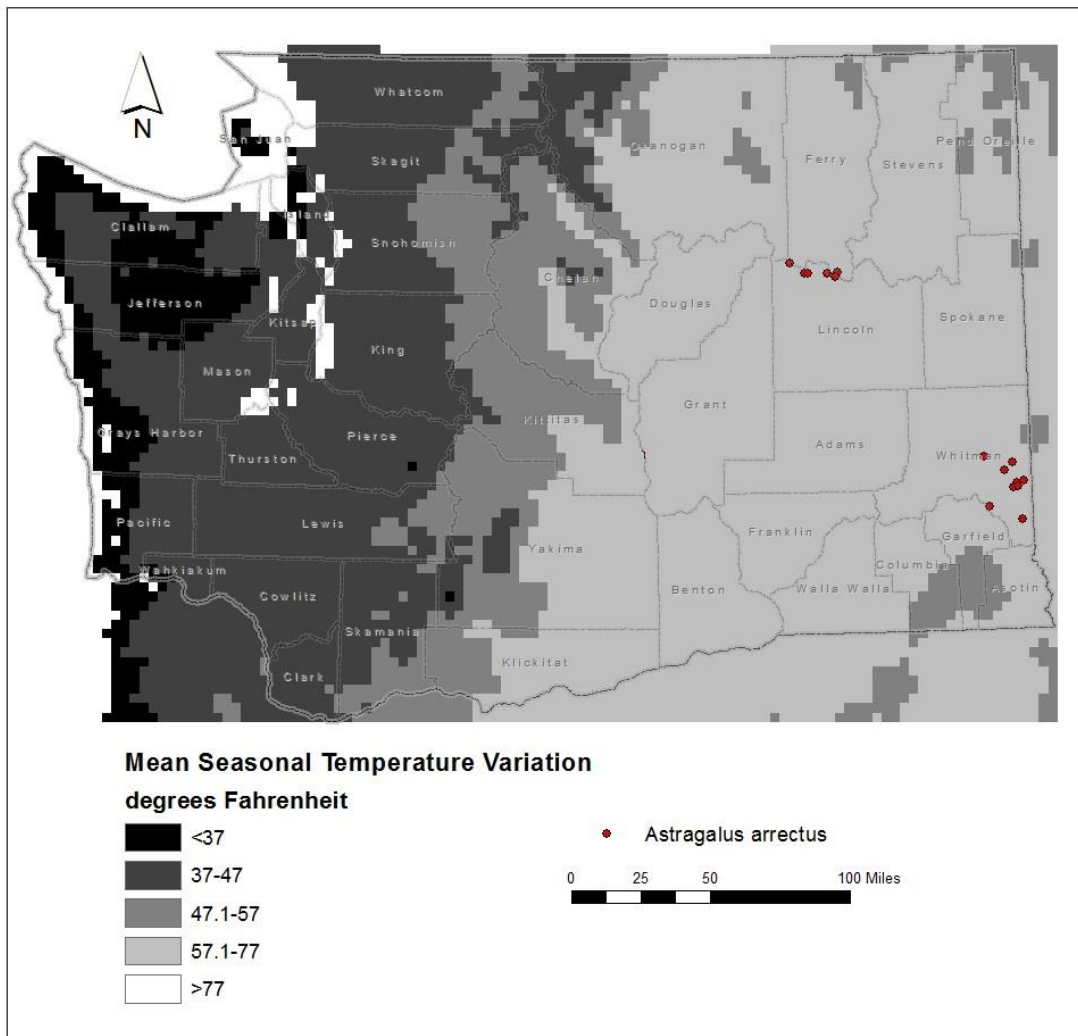 N
Whatcom
San Juan
Skagit
Okanogan
Ferry
Stevens
Pend Oreille
Island
Clallam
Snohomish
Chelan
Jefferson
Douglas
Kitsap
Lincoln
Spokane
King
Mason
Grant
Kittitas
Grays Harbor
Pierce
Adams
Whitman
Thurston
Pacific
Lewis
Garfield
Yakima
Franklin
Columbia
Wahkiakum
Asotin
Cowlitz
Benton
Walla Walla
Skamania
Klickitat
Clark
Mean Seasonal Temperature Variation
degrees Fahrenheit
<37
37-47
47.1-57
57.1-77
>77
Astragalus arrectus
0 25 50 100 Miles